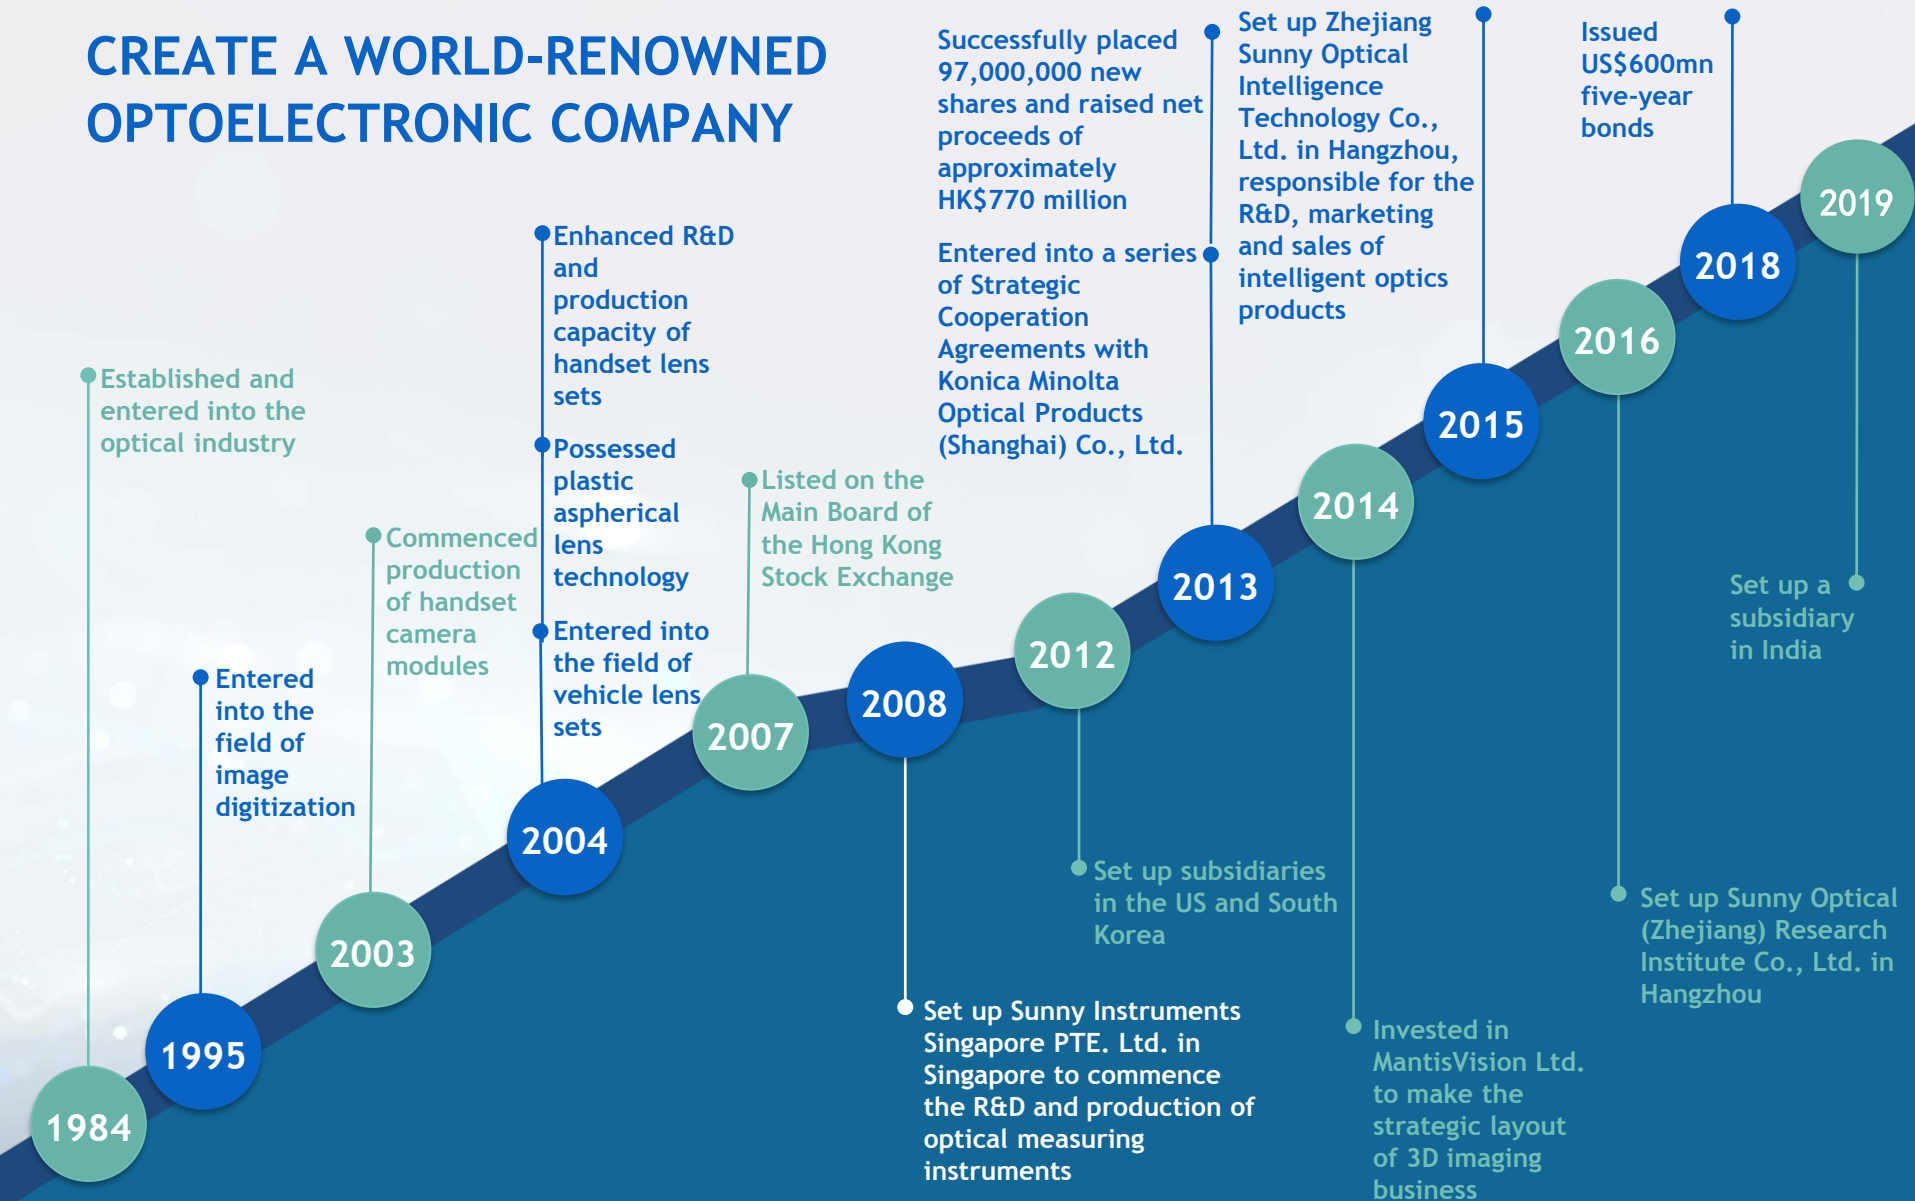 CREATE A WORLD-RENOWNED
OPTOELECTRONIC COMPANY
1984
Established and
entered into the
optical industry
1995
Entered
into the
field of
image
digitization
2003
Commenced
production
of handset
camera
modules
2004
Enhanced R&D
and
production
capacity of
handset lens
sets
Possessed
plastic
aspherical
lens
technology
Entered into
the field of
vehicle lens
sets
2007
Listed on the
Main Board of
the Hong Kong
Stock Exchange
2008
Set up Sunny Instruments
Singapore PTE. Ltd. in
Singapore to commence
the R&D and production of
optical measuring
instruments
2012
Set up subsidiaries
in the US and South
Korea
2013
Successfully placed
97,000,000 new
shares and raised net
proceeds of
approximately
HK$770 million
Entered into a series
of Strategic
Cooperation
Agreements with
Konica Minolta
Optical Products
(Shanghai) Co., Ltd.
2014
Invested in
MantisVision Ltd.
to make the
strategic layout
of 3D imaging
business
2015
Set up Zhejiang
Sunny Optical
Intelligence
Technology Co.,
Ltd. in Hangzhou,
responsible for the
R&D, marketing
and sales of
intelligent optics
products
2016
Set up Sunny Optical
(Zhejiang) Research
Institute Co., Ltd. in
Hangzhou
2018
Issued
US$600mn
five-year
bonds
2019
Set up a
subsidiary
in India